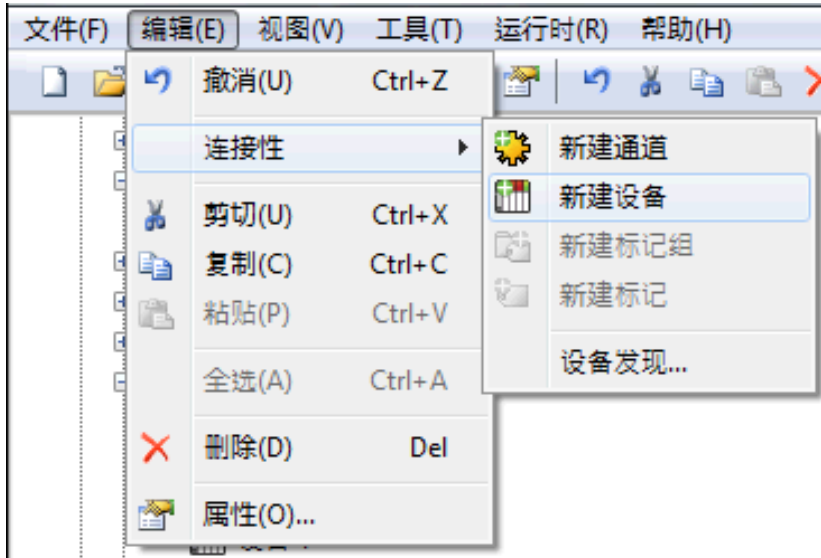 文件(F) 编辑(E) 视图(V) 工具(T) 运行时(R) 帮助(H)
撤消(U) Ctrl+Z
连接性
剪切(U) Ctrl+X
复制(C) Ctrl+C
粘贴(P) Ctrl+V
全选(A) Ctrl+A
删除(D) Del
属性(O)...
新建通道
新建设备
新建标记组
新建标记
设备发现...